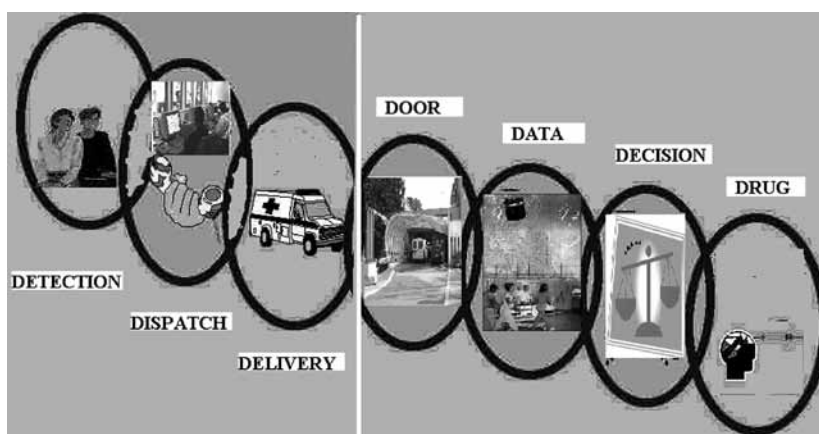 DETECTION
DISPATCH
DELIVERY
DOOR
DATA
DECISION
DRUG